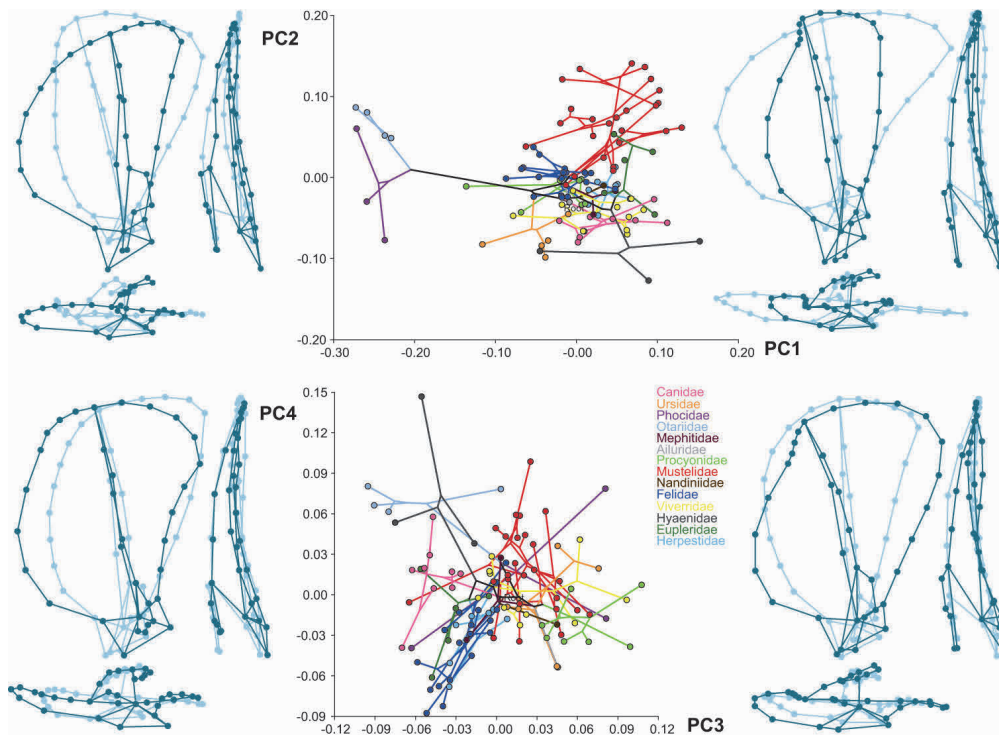 PC2
0.20
0.10
0.00
-0.10
-0.20
-0.30
-0.20
-0.10
-0.00
0.10
0.20
PC1
PC4
0.15
0.12
0.09
0.06
0.03
0.00
-0.03
-0.06
-0.09
-0.12
-0.09
-0.06
-0.03
0.00
0.03
0.06
0.09
0.12
PC3
Canidae
Ursidae
Phocidae
Otariidae
Mephitidae
Ailuridae
Procyonidae
Mustelidae
Nandiniidae
Felidae
Viverridae
Hyaenidae
Eupleridae
Herpestidae